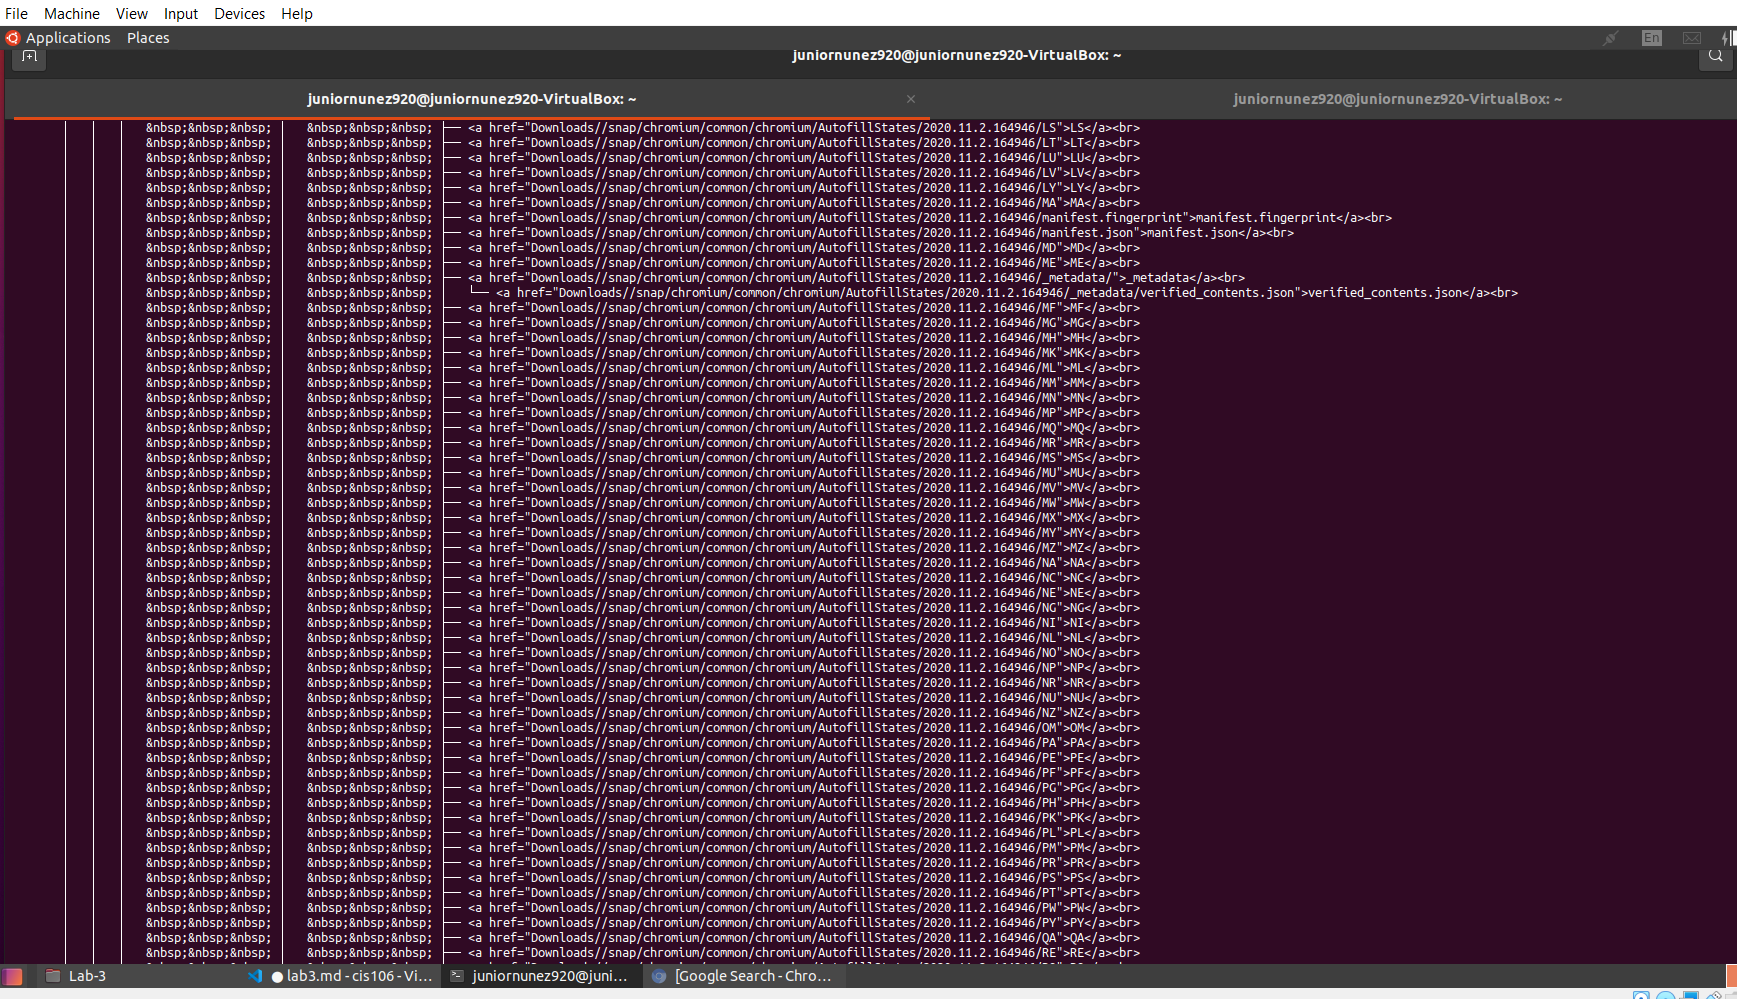 File Machine View Input Devices Help
Applications Places En
juniornunez920@juniornunez920-VirtualBox: ~
juniornunez920@juniornunez920-VirtualBox: ~ × juniornunez920@juniornunez920-VirtualBox: ~
&nbsp;&nbsp;&nbsp; │ &nbsp;&nbsp;&nbsp; ├── <a href="Downloads//snap/chromium/common/chromium/AutofillStates/2020.11.2.164946/LS">LS</a><br>
&nbsp;&nbsp;&nbsp; │ &nbsp;&nbsp;&nbsp; ├── <a href="Downloads//snap/chromium/common/chromium/AutofillStates/2020.11.2.164946/LT">LT</a><br>
&nbsp;&nbsp;&nbsp; │ &nbsp;&nbsp;&nbsp; ├── <a href="Downloads//snap/chromium/common/chromium/AutofillStates/2020.11.2.164946/LU">LU</a><br>
&nbsp;&nbsp;&nbsp; │ &nbsp;&nbsp;&nbsp; ├── <a href="Downloads//snap/chromium/common/chromium/AutofillStates/2020.11.2.164946/LV">LV</a><br>
&nbsp;&nbsp;&nbsp; │ &nbsp;&nbsp;&nbsp; ├── <a href="Downloads//snap/chromium/common/chromium/AutofillStates/2020.11.2.164946/LY">LY</a><br>
&nbsp;&nbsp;&nbsp; │ &nbsp;&nbsp;&nbsp; ├── <a href="Downloads//snap/chromium/common/chromium/AutofillStates/2020.11.2.164946/MA">MA</a><br>
&nbsp;&nbsp;&nbsp; │ &nbsp;&nbsp;&nbsp; ├── <a href="Downloads//snap/chromium/common/chromium/AutofillStates/2020.11.2.164946/manifest.fingerprint">manifest.fingerprint</a><br>
&nbsp;&nbsp;&nbsp; │ &nbsp;&nbsp;&nbsp; ├── <a href="Downloads//snap/chromium/common/chromium/AutofillStates/2020.11.2.164946/manifest.json">manifest.json</a><br>
&nbsp;&nbsp;&nbsp; │ &nbsp;&nbsp;&nbsp; ├── <a href="Downloads//snap/chromium/common/chromium/AutofillStates/2020.11.2.164946/MD">MD</a><br>
&nbsp;&nbsp;&nbsp; │ &nbsp;&nbsp;&nbsp; ├── <a href="Downloads//snap/chromium/common/chromium/AutofillStates/2020.11.2.164946/ME">ME</a><br>
&nbsp;&nbsp;&nbsp; │ &nbsp;&nbsp;&nbsp; ├── <a href="Downloads//snap/chromium/common/chromium/AutofillStates/2020.11.2.164946/_metadata/">_metadata</a><br>
&nbsp;&nbsp;&nbsp; │ &nbsp;&nbsp;&nbsp; │ └── <a href="Downloads//snap/chromium/common/chromium/AutofillStates/2020.11.2.164946/_metadata/verified_contents.json">verified_contents.json</a><br>
&nbsp;&nbsp;&nbsp; │ &nbsp;&nbsp;&nbsp; ├── <a href="Downloads//snap/chromium/common/chromium/AutofillStates/2020.11.2.164946/MF">MF</a><br>
&nbsp;&nbsp;&nbsp; │ &nbsp;&nbsp;&nbsp; ├── <a href="Downloads//snap/chromium/common/chromium/AutofillStates/2020.11.2.164946/MG">MG</a><br>
&nbsp;&nbsp;&nbsp; │ &nbsp;&nbsp;&nbsp; ├── <a href="Downloads//snap/chromium/common/chromium/AutofillStates/2020.11.2.164946/MH">MH</a><br>
&nbsp;&nbsp;&nbsp; │ &nbsp;&nbsp;&nbsp; ├── <a href="Downloads//snap/chromium/common/chromium/AutofillStates/2020.11.2.164946/MK">MK</a><br>
&nbsp;&nbsp;&nbsp; │ &nbsp;&nbsp;&nbsp; ├── <a href="Downloads//snap/chromium/common/chromium/AutofillStates/2020.11.2.164946/ML">ML</a><br>
&nbsp;&nbsp;&nbsp; │ &nbsp;&nbsp;&nbsp; ├── <a href="Downloads//snap/chromium/common/chromium/AutofillStates/2020.11.2.164946/MM">MM</a><br>
&nbsp;&nbsp;&nbsp; │ &nbsp;&nbsp;&nbsp; ├── <a href="Downloads//snap/chromium/common/chromium/AutofillStates/2020.11.2.164946/MN">MN</a><br>
&nbsp;&nbsp;&nbsp; │ &nbsp;&nbsp;&nbsp; ├── <a href="Downloads//snap/chromium/common/chromium/AutofillStates/2020.11.2.164946/MP">MP</a><br>
&nbsp;&nbsp;&nbsp; │ &nbsp;&nbsp;&nbsp; ├── <a href="Downloads//snap/chromium/common/chromium/AutofillStates/2020.11.2.164946/MQ">MQ</a><br>
&nbsp;&nbsp;&nbsp; │ &nbsp;&nbsp;&nbsp; ├── <a href="Downloads//snap/chromium/common/chromium/AutofillStates/2020.11.2.164946/MR">MR</a><br>
&nbsp;&nbsp;&nbsp; │ &nbsp;&nbsp;&nbsp; ├── <a href="Downloads//snap/chromium/common/chromium/AutofillStates/2020.11.2.164946/MS">MS</a><br>
&nbsp;&nbsp;&nbsp; │ &nbsp;&nbsp;&nbsp; ├── <a href="Downloads//snap/chromium/common/chromium/AutofillStates/2020.11.2.164946/MU">MU</a><br>
&nbsp;&nbsp;&nbsp; │ &nbsp;&nbsp;&nbsp; ├── <a href="Downloads//snap/chromium/common/chromium/AutofillStates/2020.11.2.164946/MV">MV</a><br>
&nbsp;&nbsp;&nbsp; │ &nbsp;&nbsp;&nbsp; ├── <a href="Downloads//snap/chromium/common/chromium/AutofillStates/2020.11.2.164946/MW">MW</a><br>
&nbsp;&nbsp;&nbsp; │ &nbsp;&nbsp;&nbsp; ├── <a href="Downloads//snap/chromium/common/chromium/AutofillStates/2020.11.2.164946/MX">MX</a><br>
&nbsp;&nbsp;&nbsp; │ &nbsp;&nbsp;&nbsp; ├── <a href="Downloads//snap/chromium/common/chromium/AutofillStates/2020.11.2.164946/MY">MY</a><br>
&nbsp;&nbsp;&nbsp; │ &nbsp;&nbsp;&nbsp; ├── <a href="Downloads//snap/chromium/common/chromium/AutofillStates/2020.11.2.164946/MZ">MZ</a><br>
&nbsp;&nbsp;&nbsp; │ &nbsp;&nbsp;&nbsp; ├── <a href="Downloads//snap/chromium/common/chromium/AutofillStates/2020.11.2.164946/NA">NA</a><br>
&nbsp;&nbsp;&nbsp; │ &nbsp;&nbsp;&nbsp; ├── <a href="Downloads//snap/chromium/common/chromium/AutofillStates/2020.11.2.164946/NC">NC</a><br>
&nbsp;&nbsp;&nbsp; │ &nbsp;&nbsp;&nbsp; ├── <a href="Downloads//snap/chromium/common/chromium/AutofillStates/2020.11.2.164946/NE">NE</a><br>
&nbsp;&nbsp;&nbsp; │ &nbsp;&nbsp;&nbsp; ├── <a href="Downloads//snap/chromium/common/chromium/AutofillStates/2020.11.2.164946/NG">NG</a><br>
&nbsp;&nbsp;&nbsp; │ &nbsp;&nbsp;&nbsp; ├── <a href="Downloads//snap/chromium/common/chromium/AutofillStates/2020.11.2.164946/NI">NI</a><br>
&nbsp;&nbsp;&nbsp; │ &nbsp;&nbsp;&nbsp; ├── <a href="Downloads//snap/chromium/common/chromium/AutofillStates/2020.11.2.164946/NL">NL</a><br>
&nbsp;&nbsp;&nbsp; │ &nbsp;&nbsp;&nbsp; ├── <a href="Downloads//snap/chromium/common/chromium/AutofillStates/2020.11.2.164946/NO">NO</a><br>
&nbsp;&nbsp;&nbsp; │ &nbsp;&nbsp;&nbsp; ├── <a href="Downloads//snap/chromium/common/chromium/AutofillStates/2020.11.2.164946/NP">NP</a><br>
&nbsp;&nbsp;&nbsp; │ &nbsp;&nbsp;&nbsp; ├── <a href="Downloads//snap/chromium/common/chromium/AutofillStates/2020.11.2.164946/NR">NR</a><br>
&nbsp;&nbsp;&nbsp; │ &nbsp;&nbsp;&nbsp; ├── <a href="Downloads//snap/chromium/common/chromium/AutofillStates/2020.11.2.164946/NU">NU</a><br>
&nbsp;&nbsp;&nbsp; │ &nbsp;&nbsp;&nbsp; ├── <a href="Downloads//snap/chromium/common/chromium/AutofillStates/2020.11.2.164946/NZ">NZ</a><br>
&nbsp;&nbsp;&nbsp; │ &nbsp;&nbsp;&nbsp; ├── <a href="Downloads//snap/chromium/common/chromium/AutofillStates/2020.11.2.164946/OM">OM</a><br>
&nbsp;&nbsp;&nbsp; │ &nbsp;&nbsp;&nbsp; ├── <a href="Downloads//snap/chromium/common/chromium/AutofillStates/2020.11.2.164946/PA">PA</a><br>
&nbsp;&nbsp;&nbsp; │ &nbsp;&nbsp;&nbsp; ├── <a href="Downloads//snap/chromium/common/chromium/AutofillStates/2020.11.2.164946/PE">PE</a><br>
&nbsp;&nbsp;&nbsp; │ &nbsp;&nbsp;&nbsp; ├── <a href="Downloads//snap/chromium/common/chromium/AutofillStates/2020.11.2.164946/PF">PF</a><br>
&nbsp;&nbsp;&nbsp; │ &nbsp;&nbsp;&nbsp; ├── <a href="Downloads//snap/chromium/common/chromium/AutofillStates/2020.11.2.164946/PG">PG</a><br>
&nbsp;&nbsp;&nbsp; │ &nbsp;&nbsp;&nbsp; ├── <a href="Downloads//snap/chromium/common/chromium/AutofillStates/2020.11.2.164946/PH">PH</a><br>
&nbsp;&nbsp;&nbsp; │ &nbsp;&nbsp;&nbsp; ├── <a href="Downloads//snap/chromium/common/chromium/AutofillStates/2020.11.2.164946/PK">PK</a><br>
&nbsp;&nbsp;&nbsp; │ &nbsp;&nbsp;&nbsp; ├── <a href="Downloads//snap/chromium/common/chromium/AutofillStates/2020.11.2.164946/PL">PL</a><br>
&nbsp;&nbsp;&nbsp; │ &nbsp;&nbsp;&nbsp; ├── <a href="Downloads//snap/chromium/common/chromium/AutofillStates/2020.11.2.164946/PM">PM</a><br>
&nbsp;&nbsp;&nbsp; │ &nbsp;&nbsp;&nbsp; ├── <a href="Downloads//snap/chromium/common/chromium/AutofillStates/2020.11.2.164946/PR">PR</a><br>
&nbsp;&nbsp;&nbsp; │ &nbsp;&nbsp;&nbsp; ├── <a href="Downloads//snap/chromium/common/chromium/AutofillStates/2020.11.2.164946/PS">PS</a><br>
&nbsp;&nbsp;&nbsp; │ &nbsp;&nbsp;&nbsp; ├── <a href="Downloads//snap/chromium/common/chromium/AutofillStates/2020.11.2.164946/PT">PT</a><br>
&nbsp;&nbsp;&nbsp; │ &nbsp;&nbsp;&nbsp; ├── <a href="Downloads//snap/chromium/common/chromium/AutofillStates/2020.11.2.164946/PW">PW</a><br>
&nbsp;&nbsp;&nbsp; │ &nbsp;&nbsp;&nbsp; ├── <a href="Downloads//snap/chromium/common/chromium/AutofillStates/2020.11.2.164946/PY">PY</a><br>
&nbsp;&nbsp;&nbsp; │ &nbsp;&nbsp;&nbsp; ├── <a href="Downloads//snap/chromium/common/chromium/AutofillStates/2020.11.2.164946/QA">QA</a><br>
&nbsp;&nbsp;&nbsp; │ &nbsp;&nbsp;&nbsp; ├── <a href="Downloads//snap/chromium/common/chromium/AutofillStates/2020.11.2.164946/RE">RE</a><br>
Lab-3 ● lab3.md - cis106 - Vi... juniornunez920@juni... [Google Search - Chro...